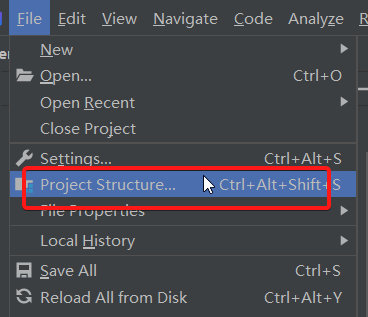 File Edit View Navigate Code Analyze R
New
Open... Ctrl+O
Open Recent
Close Project
Settings... Ctrl+Alt+S
Project Structure... Ctrl+Alt+Shift+S
File Properties
Local History
Save All Ctrl+S
Reload All from Disk Ctrl+Alt+Y